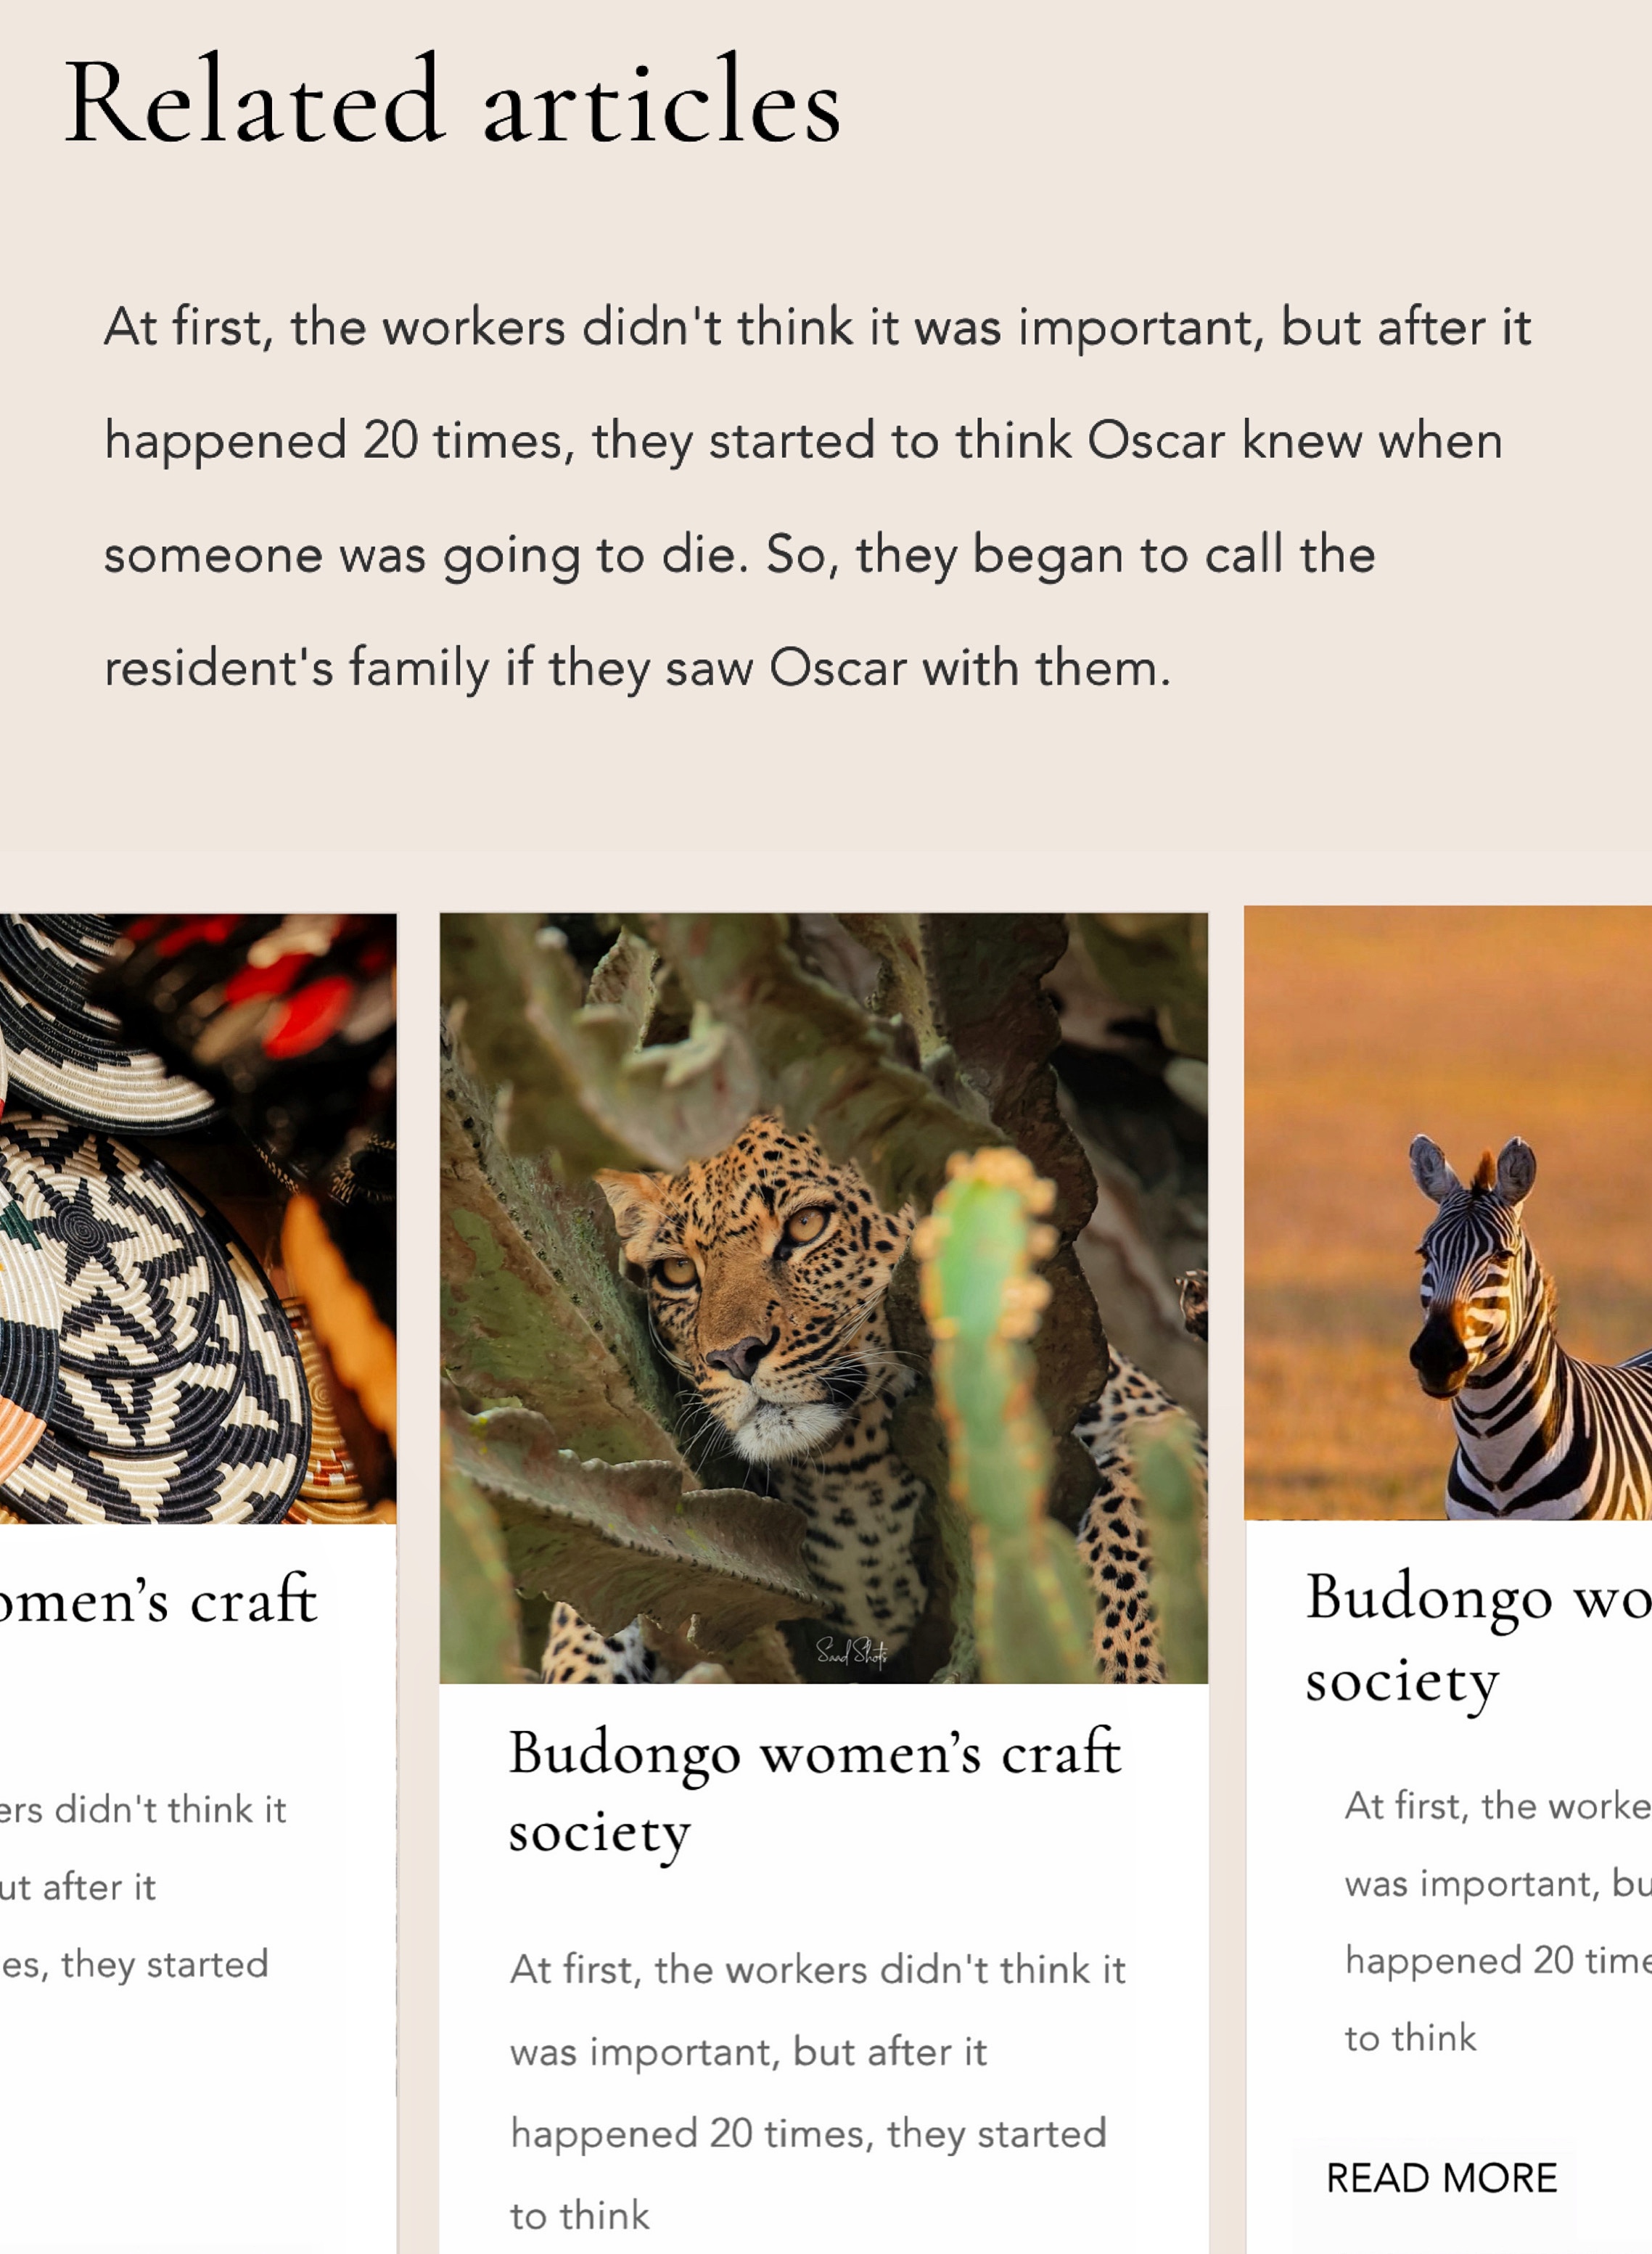 Related articles
At first, the workers didn't think it was important, but after it
happened 20 times, they started to think Oscar knew when
someone was going to die. So, they began to call the
resident's family if they saw Oscar with them.
omen’s craft
ers didn't think it
ut after it
es, they started
Saad Shots
Budongo women’s craft
society
At first, the workers didn't think it
was important, but after it
happened 20 times, they started
to think
Budongo wo
society
At first, the worke
was important, bu
happened 20 time
to think
READ MORE